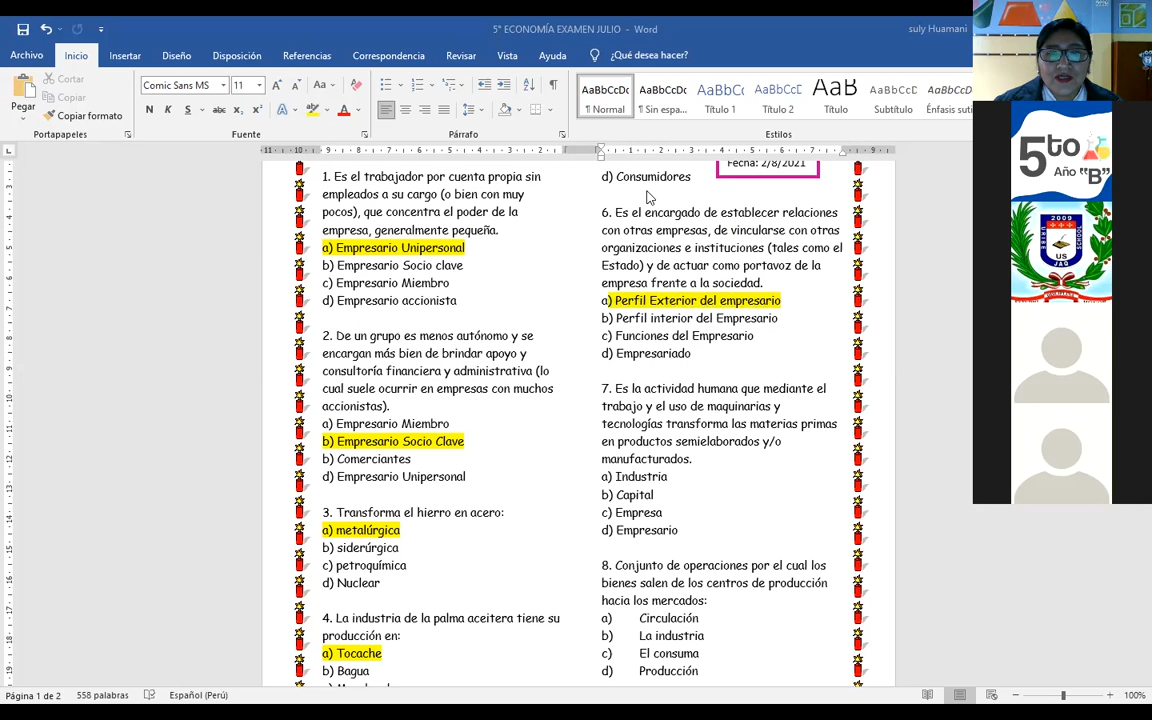 5° ECONOMÍA EXAMEN JULIO - Word
suly Huamani
Archivo Inicio Insertar Diseño Disposición Referencias Correspondencia Revisar Vista Ayuda ¿Qué desea hacer?
Pegar
Cortar
Copiar
Copiar formato
Portapapeles
Comic Sans MS 11
N K S abc x₂ x²
Fuente
Párrafo
AaBbCcDc
¶ Normal
AaBbCcDc
¶ Sin espa...
AaBbCc
Título 1
AaBbCcD
Título 2
AaB
Título
AaBbCcD
Subtítulo
AaBbCcD
Énfasis suti
Estilos
Fecha: 2/8/2021
1. Es el trabajador por cuenta propia sin
empleados a su cargo (o bien con muy
pocos), que concentra el poder de la
empresa, generalmente pequeña.
a) Empresario Unipersonal
b) Empresario Socio clave
c) Empresario Miembro
d) Empresario accionista
2. De un grupo es menos autónomo y se
encargan más bien de brindar apoyo y
consultoría financiera y administrativa (lo
cual suele ocurrir en empresas con muchos
accionistas).
a) Empresario Miembro
b) Empresario Socio Clave
b) Comerciantes
d) Empresario Unipersonal
3. Transforma el hierro en acero:
a) metalúrgica
b) siderúrgica
c) petroquímica
d) Nuclear
4. La industria de la palma aceitera tiene su
producción en:
a) Tocache
b) Bagua
d) Consumidores
6. Es el encargado de establecer relaciones
con otras empresas, de vincularse con otras
organizaciones e instituciones (tales como el
Estado) y de actuar como portavoz de la
empresa frente a la sociedad.
a) Perfil Exterior del empresario
b) Perfil interior del Empresario
c) Funciones del Empresario
d) Empresariado
7. Es la actividad humana que mediante el
trabajo y el uso de maquinarias y
tecnologías transforma las materias primas
en productos semielaborados y/o
manufacturados.
a) Industria
b) Capital
c) Empresa
d) Empresario
8. Conjunto de operaciones por el cual los
bienes salen de los centros de producción
hacia los mercados:
a) Circulación
b) La industria
c) El consuma
d) Producción
5to
Año "B"
2009
URIBE
JAQ
SCHOOL
US
Página 1 de 2 558 palabras Español (Perú) 100%